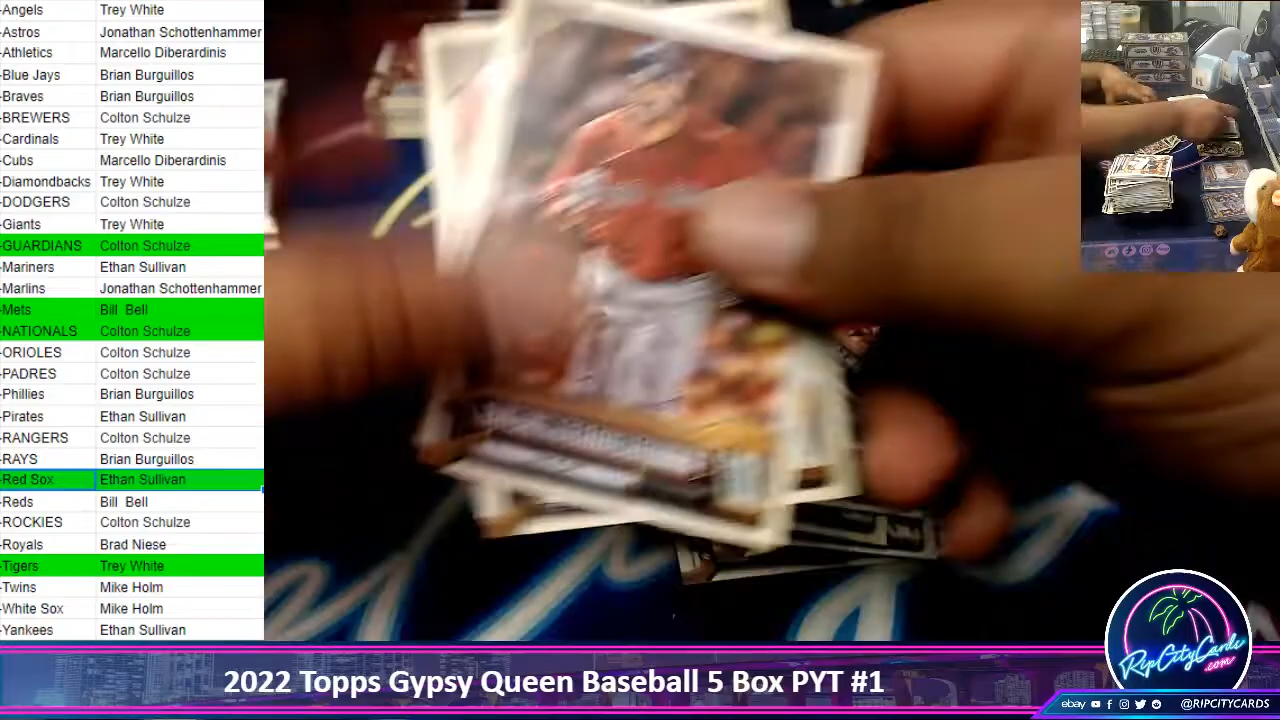 -Angels Trey White
-Astros Jonathan Schottenhammer
-Athletics Marcello Diberardinis
-Blue Jays Brian Burguillos
-Braves Brian Burguillos
-BREWERS Colton Schulze
-Cardinals Trey White
-Cubs Marcello Diberardinis
-Diamondbacks Trey White
-DODGERS Colton Schulze
-Giants Trey White
-GUARDIANS Colton Schulze
-Mariners Ethan Sullivan
-Marlins Jonathan Schottenhammer
-Mets Bill Bell
-NATIONALS Colton Schulze
-ORIOLES Colton Schulze
-PADRES Colton Schulze
-Phillies Brian Burguillos
-Pirates Ethan Sullivan
-RANGERS Colton Schulze
-RAYS Brian Burguillos
-Red Sox Ethan Sullivan
-Reds Bill Bell
-ROCKIES Colton Schulze
-Royals Brad Niese
-Tigers Trey White
-Twins Mike Holm
-White Sox Mike Holm
-Yankees Ethan Sullivan
2022 Topps Gypsy Queen Baseball 5 Box PYT #1
RipCityCards
.com
ebay @RIPCITYCARDS